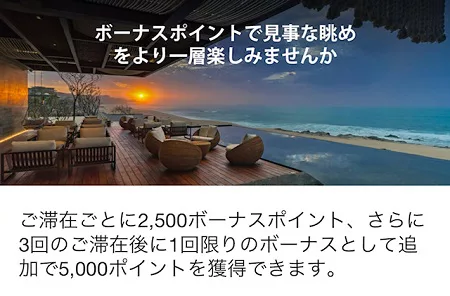 ボーナスポイントで見事な眺め
をより一層楽しみませんか
ご滞在ごとに2,500ボーナスポイント、さらに
3回のご滞在後に1回限りのボーナスとして追
加で5,000ポイントを獲得できます。